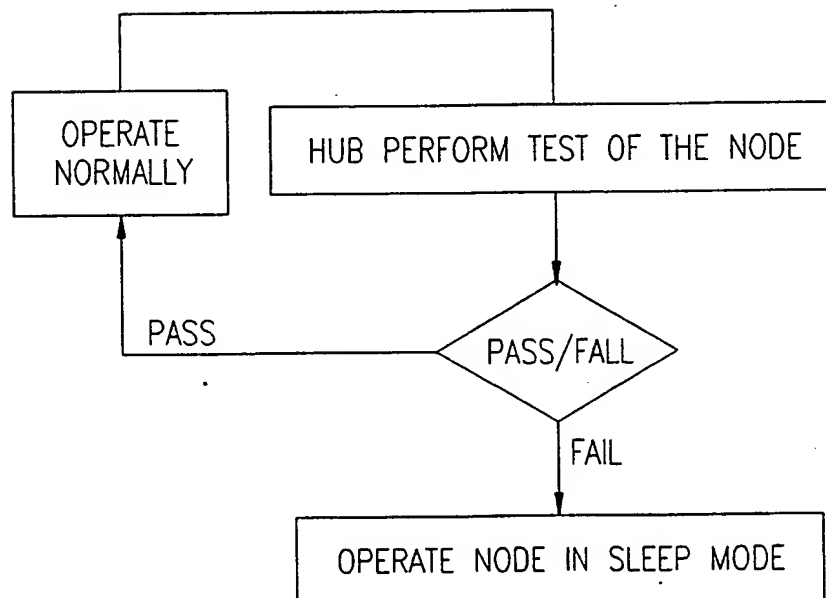 OPERATE
NORMALLY
HUB PERFORM TEST OF THE NODE
PASS
PASS/FALL
FAIL
OPERATE NODE IN SLEEP MODE